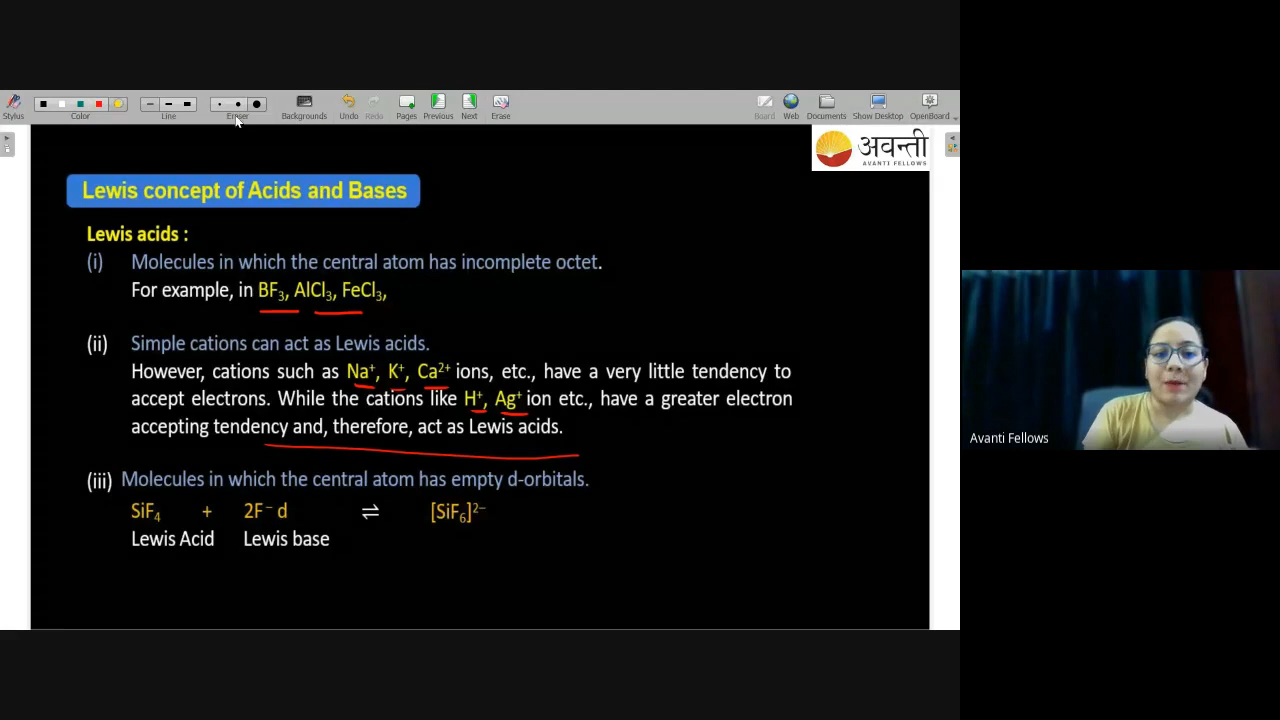 Stylus
Color
Line
Eraser
Backgrounds
Undo
Redo
Pages
Previous
Next
Erase
Board
Web
Documents
Show Desktop
OpenBoard
अवन्ती
AVANTI FELLOWS
Lewis concept of Acids and Bases
Lewis acids :
(i) Molecules in which the central atom has incomplete octet.
For example, in BF₃, AlCl₃, FeCl₃,
(ii) Simple cations can act as Lewis acids.
However, cations such as Na⁺, K⁺, Ca²⁺ ions, etc., have a very little tendency to
accept electrons. While the cations like H⁺, Ag⁺ ion etc., have a greater electron
accepting tendency and, therefore, act as Lewis acids.
(iii) Molecules in which the central atom has empty d-orbitals.
SiF₄ + 2F⁻ d ⇌ [SiF₆]²⁻
Lewis Acid Lewis base
Avanti Fellows